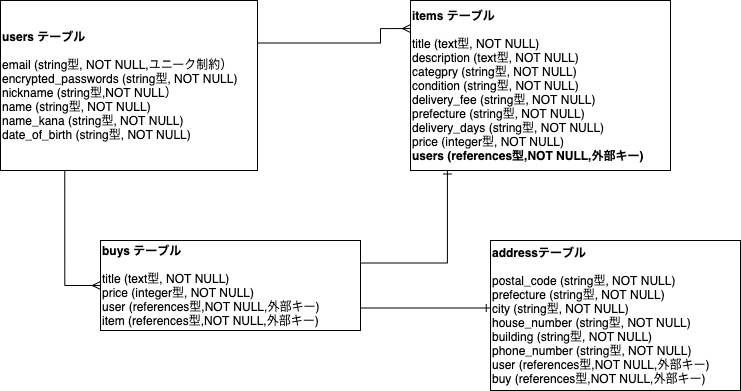 users テーブル
email (string型, NOT NULL,ユニーク制約）
encrypted_passwords (string型, NOT NULL)
nickname (string型,NOT NULL）
name (string型, NOT NULL)
name_kana (string型, NOT NULL)
date_of_birth (string型, NOT NULL)
items テーブル
title (text型, NOT NULL)
description (text型, NOT NULL)
categpry (string型, NOT NULL)
condition (string型, NOT NULL)
delivery_fee (string型, NOT NULL)
prefecture (string型, NOT NULL)
delivery_days (string型, NOT NULL)
price (integer型, NOT NULL)
users (references型,NOT NULL,外部キー)
buys テーブル
title (text型, NOT NULL)
price (integer型, NOT NULL)
user (references型,NOT NULL,外部キー)
item (references型,NOT NULL,外部キー)
addressテーブル
postal_code (string型, NOT NULL)
prefecture (string型, NOT NULL)
city (string型, NOT NULL)
house_number (string型, NOT NULL)
building (string型, NOT NULL)
phone_number (string型, NOT NULL)
user (references型,NOT NULL,外部キー)
buy (references型,NOT NULL,外部キー)